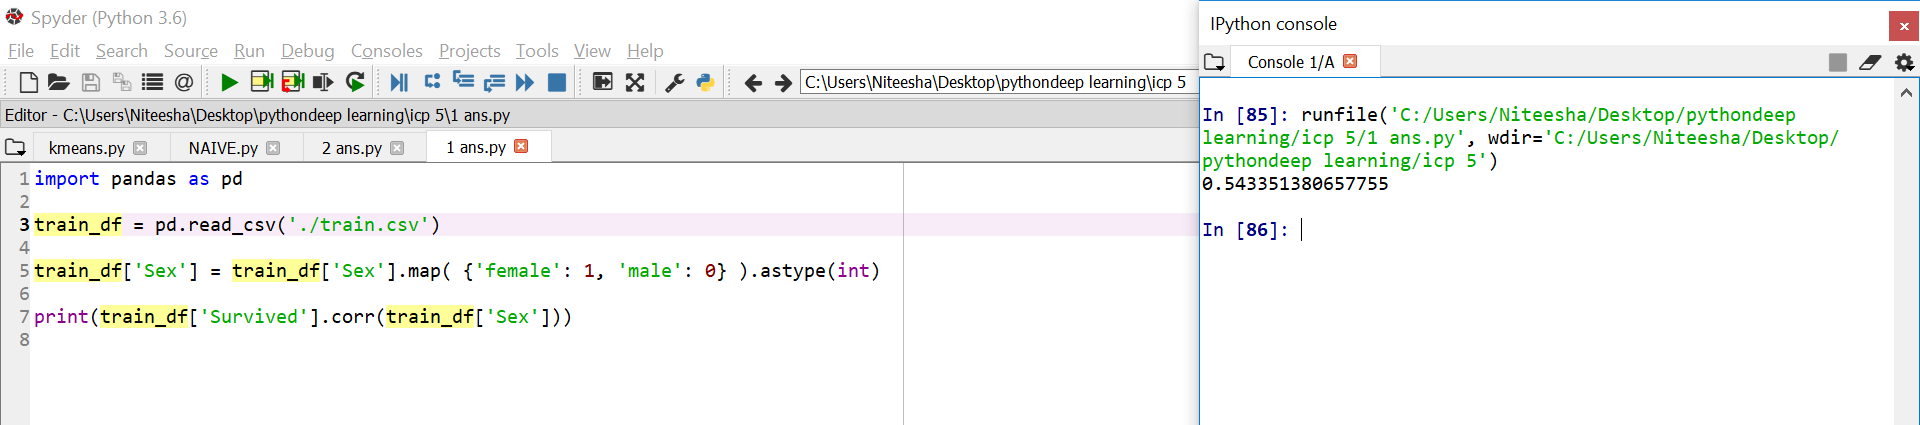 Spyder (Python 3.6)
File Edit Search Source Run Debug Consoles Projects Tools View Help
C:\Users\Niteesha\Desktop\pythondeep learning\icp 5
Editor - C:\Users\Niteesha\Desktop\pythondeep learning\icp 5\1 ans.py
kmeans.py NAIVE.py 2 ans.py 1 ans.py
1 import pandas as pd
2
3 train_df = pd.read_csv('./train.csv')
4
5 train_df['Sex'] = train_df['Sex'].map( {'female': 1, 'male': 0} ).astype(int)
6
7 print(train_df['Survived'].corr(train_df['Sex']))
8
IPython console
Console 1/A
In [85]: runfile('C:/Users/Niteesha/Desktop/pythondeep
learning/icp 5/1 ans.py', wdir='C:/Users/Niteesha/Desktop/
pythondeep learning/icp 5')
0.543351380657755
In [86]: